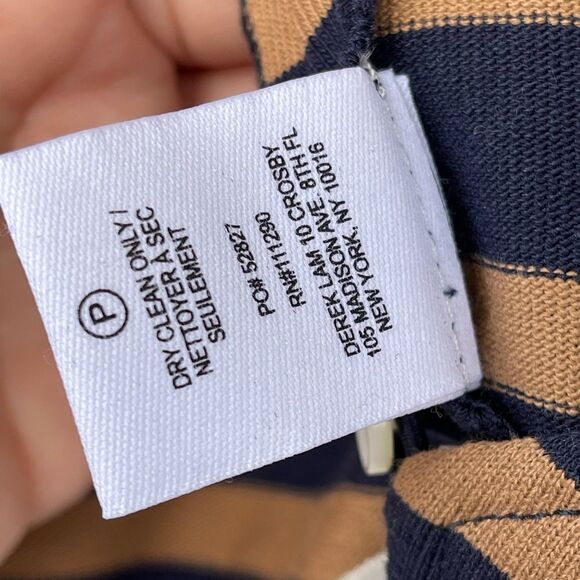 P
DRY CLEAN ONLY/
NETTOYER A SEC
SEULEMENT
PO# 52827
RN#111290
DEREK LAM 10 CROSBY
105 MADISON AVE. 8TH FL
NEW YORK, NY 10016